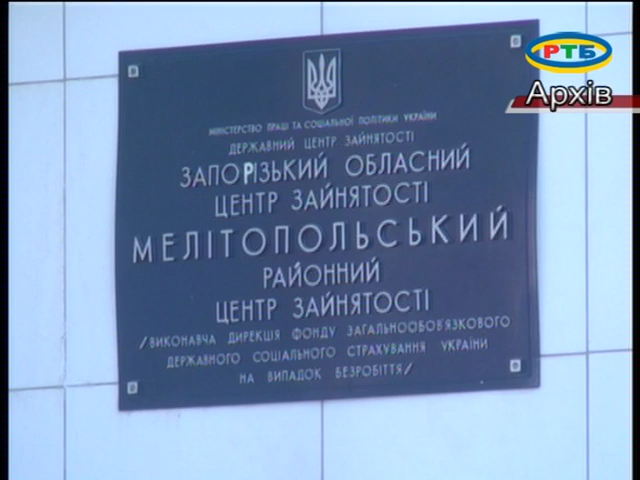 РТБ
Архів
МІНІСТЕРСТВО ПРАЦІ ТА СОЦІАЛЬНОЇ ПОЛІТИКИ УКРАЇНИ
ДЕРЖАВНИЙ ЦЕНТР ЗАЙНЯТОСТІ
ЗАПОРІЗЬКИЙ ОБЛАСНИЙ
ЦЕНТР ЗАЙНЯТОСТІ
МЕЛІТОПОЛЬСЬКИЙ
РАЙОННИЙ
ЦЕНТР ЗАЙНЯТОСТІ
/ВИКОНАВЧА ДИРЕКЦІЯ ФОНДУ ЗАГАЛЬНООБОВ'ЯЗКОВОГО
ДЕРЖАВНОГО СОЦІАЛЬНОГО СТРАХУВАННЯ УКРАЇНИ
НА ВИПАДОК БЕЗРОБІТТЯ/